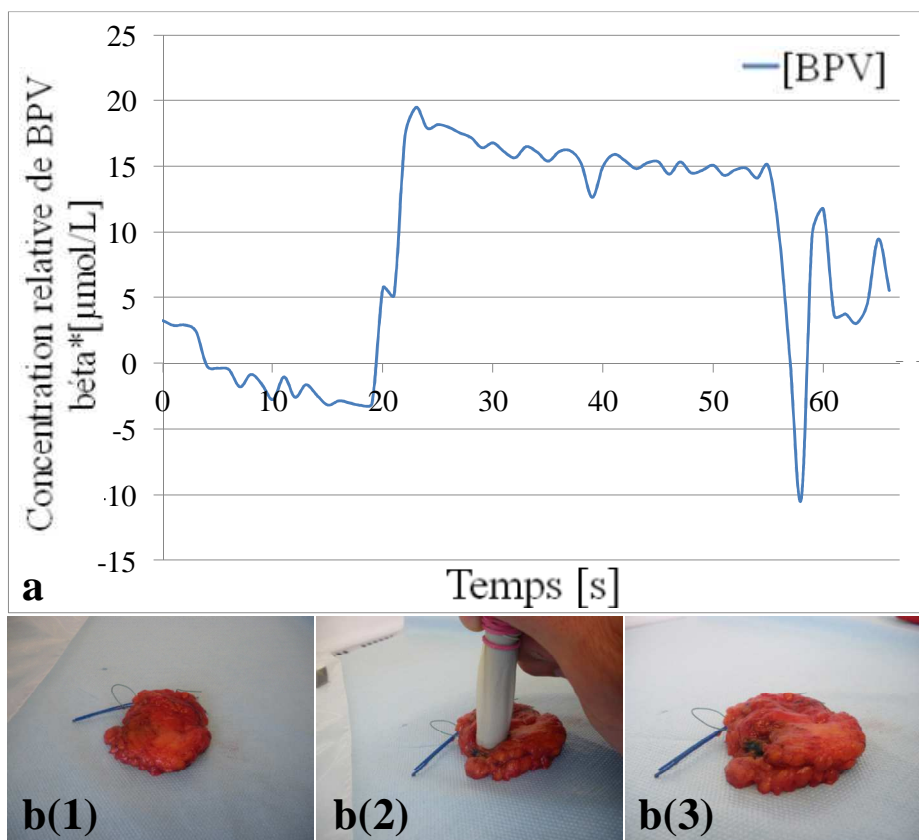 Concentration relative de BPV
béta*[µmol/L]
25
20
15
10
5
0
-5
-10
-15
[BPV]
0
10
20
30
40
50
60
Temps [s]
a
b(1)
b(2)
b(3)